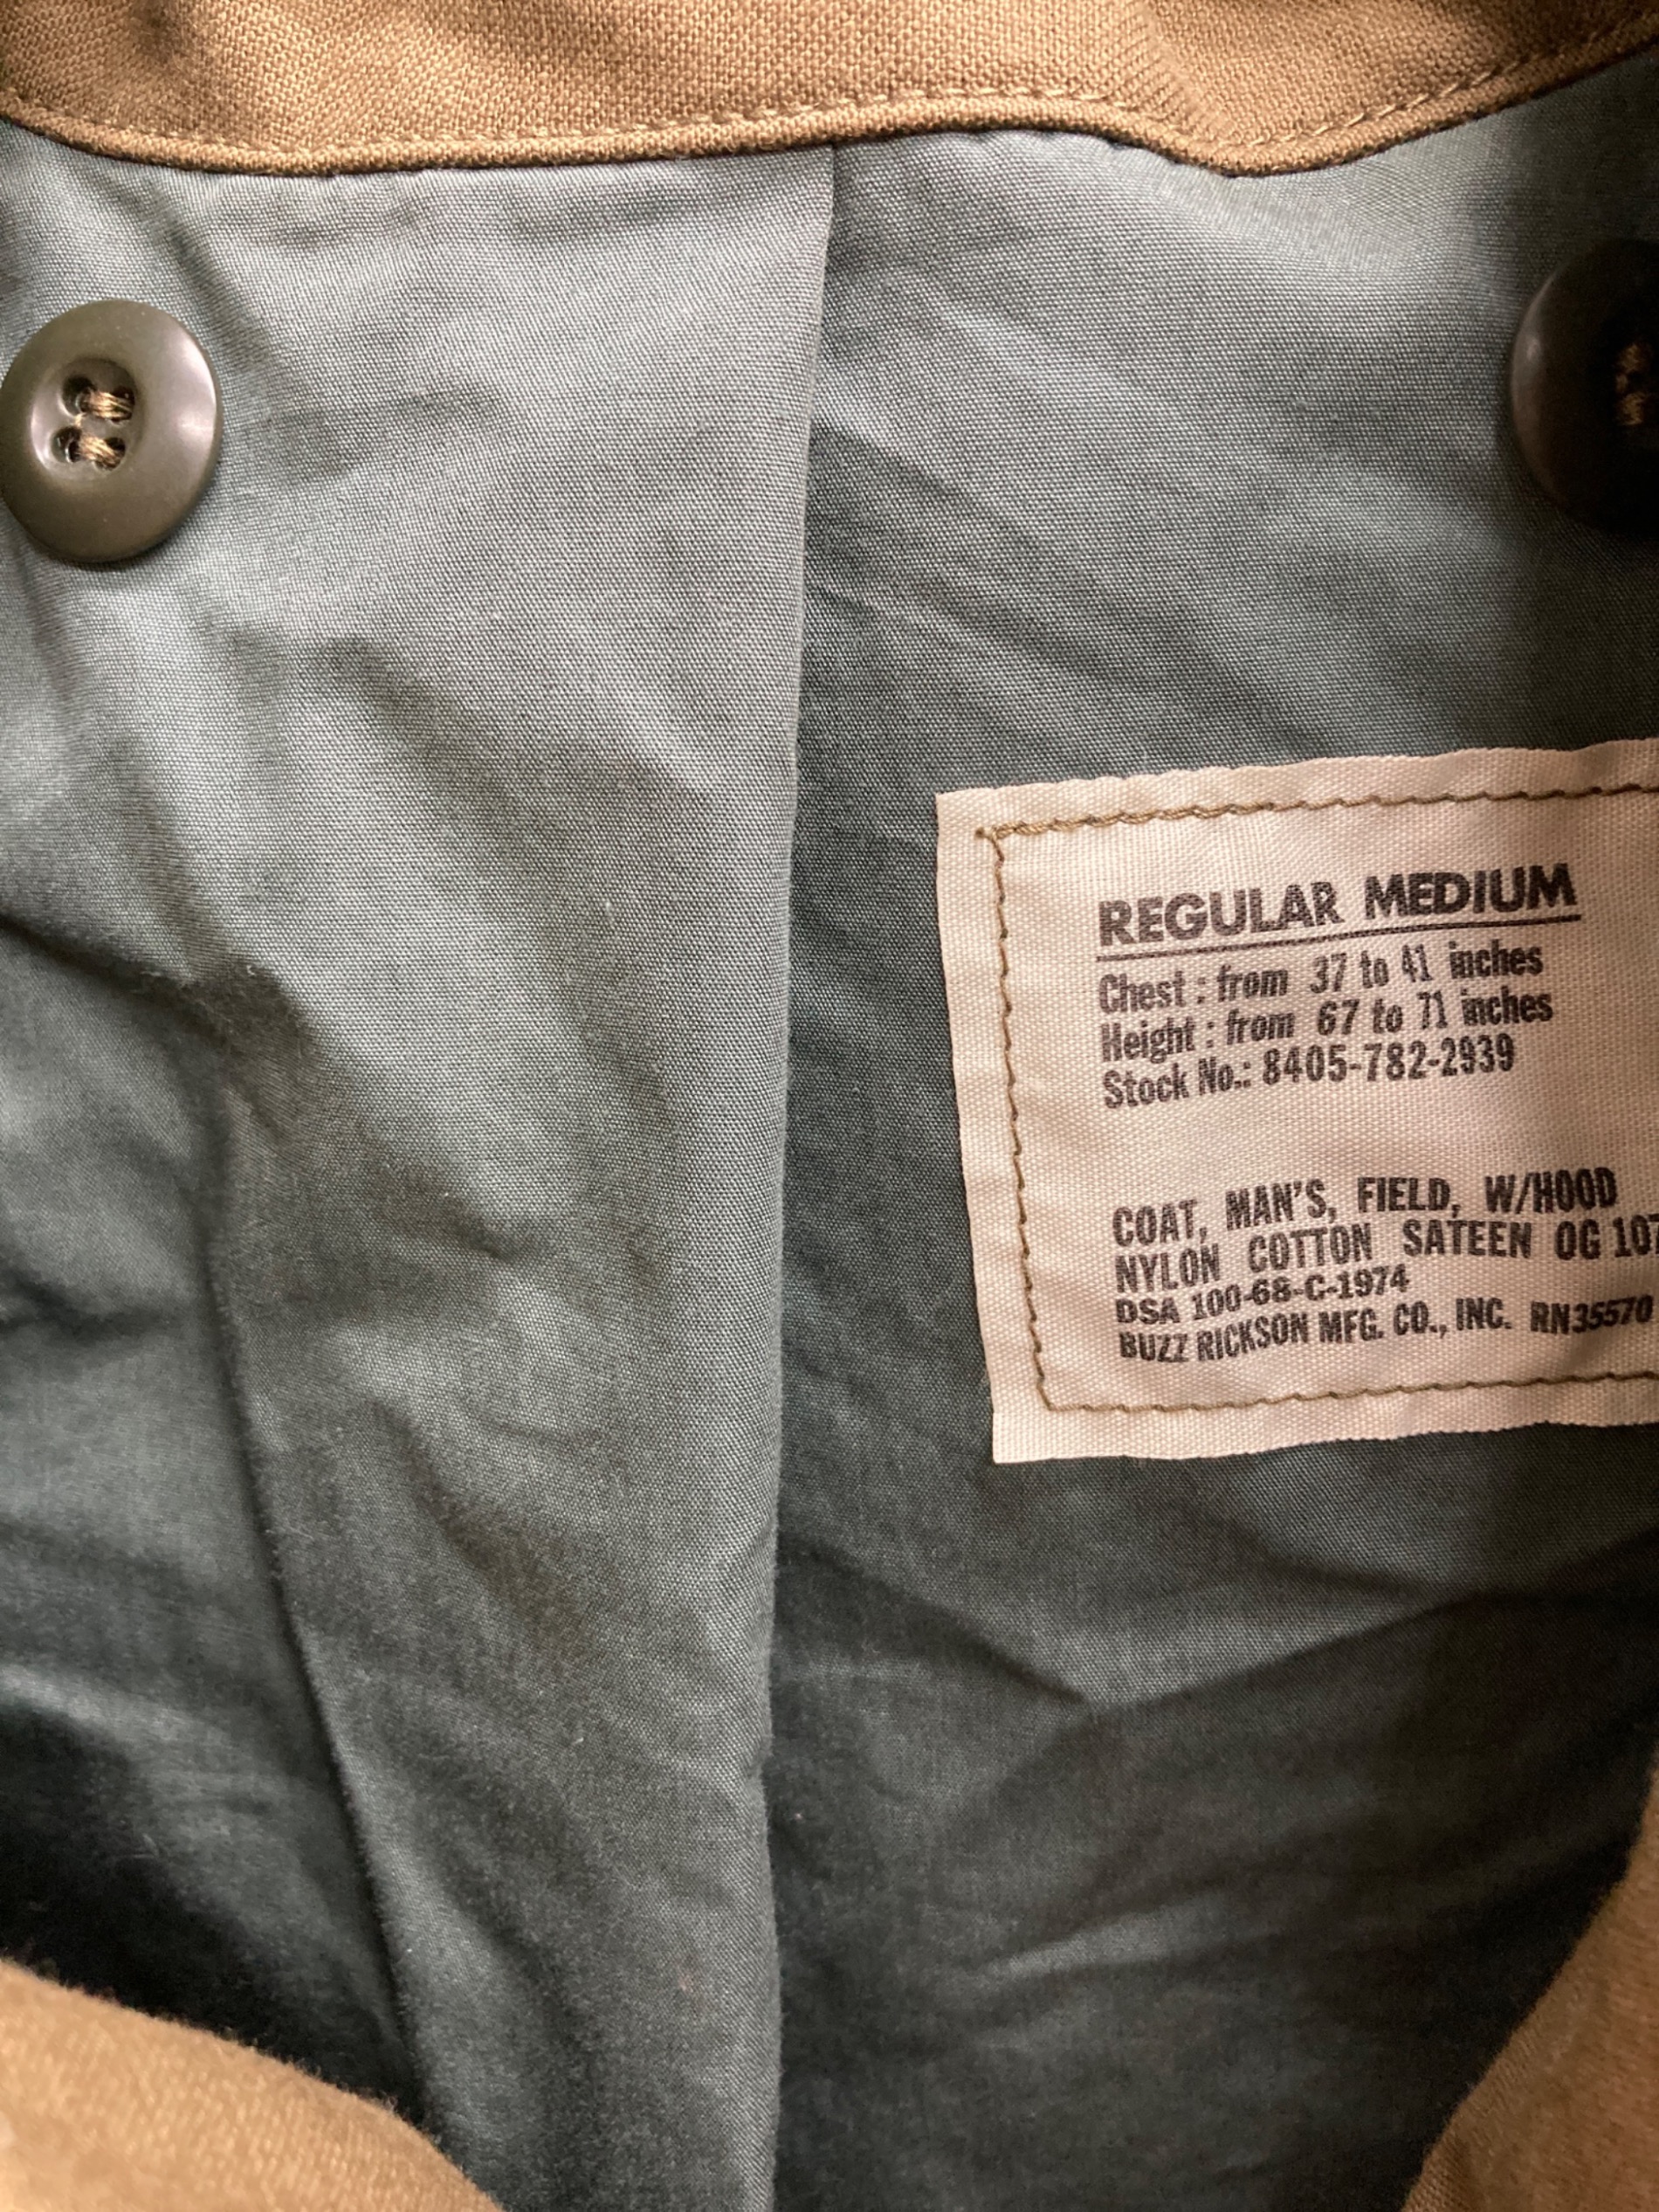 REGULAR MEDIUM
Chest : from 37 to 41 inches
Height : from 67 to 71 inches
Stock No.: 8405-782-2939
COAT, MAN'S, FIELD, W/HOOD
NYLON COTTON SATEEN OG 107
DSA 100-68-C-1974
BUZZ RICKSON MFG. CO., INC. RN35570